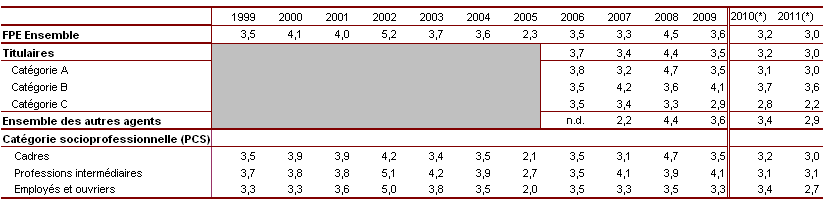 1999 2000 2001 2002 2003 2004 2005 2006 2007 2008 2009 2010(*) 2011(*)
FPE Ensemble 3,5 4,1 4,0 5,2 3,7 3,6 2,3 3,5 3,3 4,5 3,6 3,2 3,0
Titulaires 3,7 3,4 4,4 3,5 3,2 3,0
Catégorie A 3,8 3,2 4,7 3,5 3,1 3,0
Catégorie B 3,5 4,2 3,6 4,1 3,7 3,6
Catégorie C 3,5 3,4 3,3 2,9 2,8 2,2
Ensemble des autres agents n.d. 2,2 4,4 3,6 3,4 2,9
Catégorie socioprofessionnelle (PCS)
Cadres 3,5 3,9 3,9 4,2 3,4 3,5 2,1 3,5 3,1 4,7 3,5 3,2 3,0
Professions intermédiaires 3,7 3,8 3,8 5,1 4,2 3,9 2,7 3,5 4,1 3,9 4,1 3,1 3,1
Employés et ouvriers 3,3 3,3 3,6 5,0 3,8 3,5 2,0 3,5 3,3 3,5 3,3 3,4 2,7